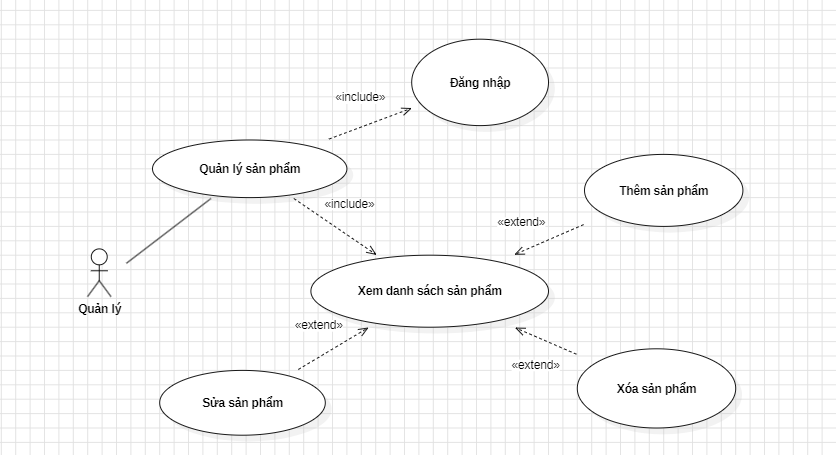 Đăng nhập
«include»
Quản lý sản phẩm
Thêm sản phẩm
«include»
«extend»
Xem danh sách sản phẩm
Quản lý
«extend»
«extend»
Xóa sản phẩm
Sửa sản phẩm